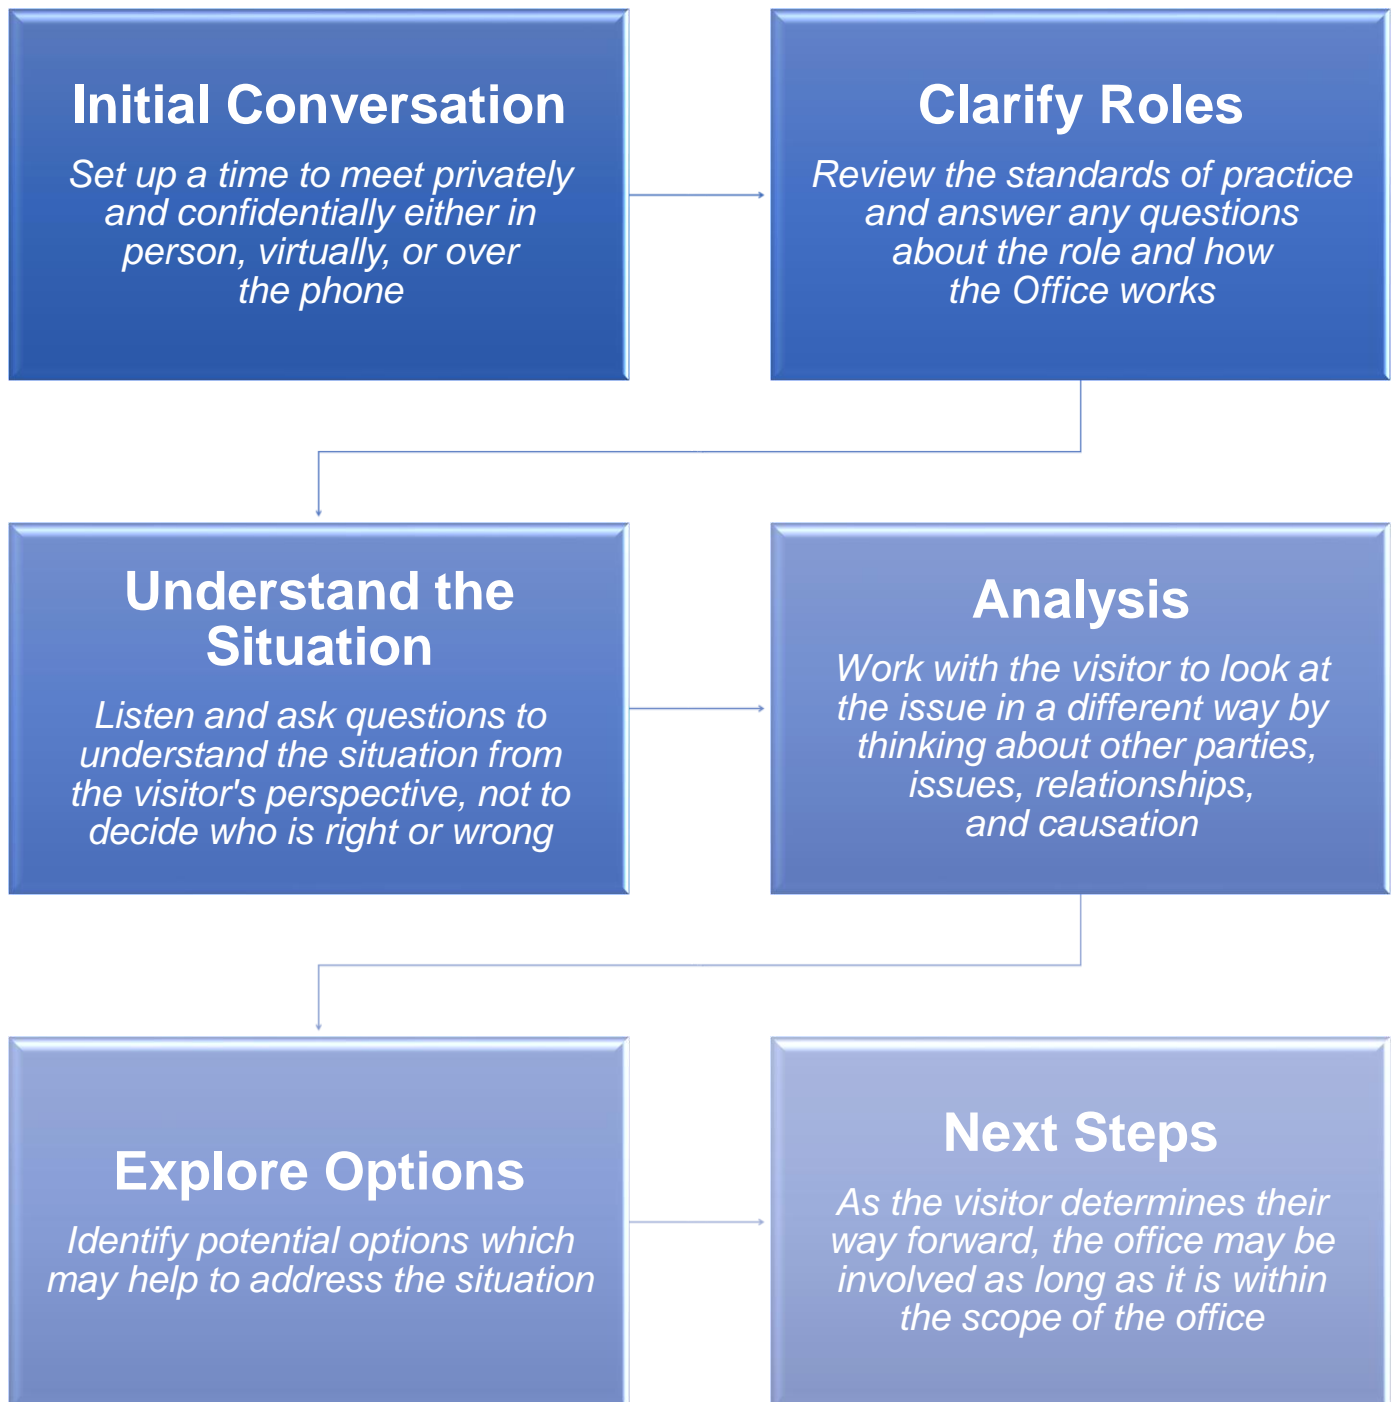 Initial Conversation
Set up a time to meet privately
and confidentially either in
person, virtually, or over
the phone
Clarify Roles
Review the standards of practice
and answer any questions
about the role and how
the Office works
Understand the
Situation
Listen and ask questions to
understand the situation from
the visitor's perspective, not to
decide who is right or wrong
Analysis
Work with the visitor to look at
the issue in a different way by
thinking about other parties,
issues, relationships,
and causation
Explore Options
Identify potential options which
may help to address the situation
Next Steps
As the visitor determines their
way forward, the office may be
involved as long as it is within
the scope of the office